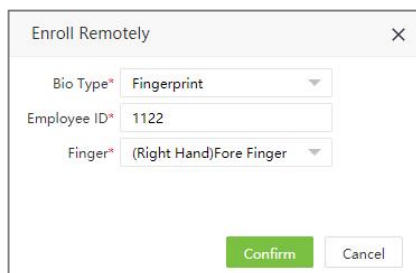 Enroll Remotely
Bio Type* Fingerprint
Employee ID* 1122
Finger* (Right Hand)Fore Finger
Confirm Cancel